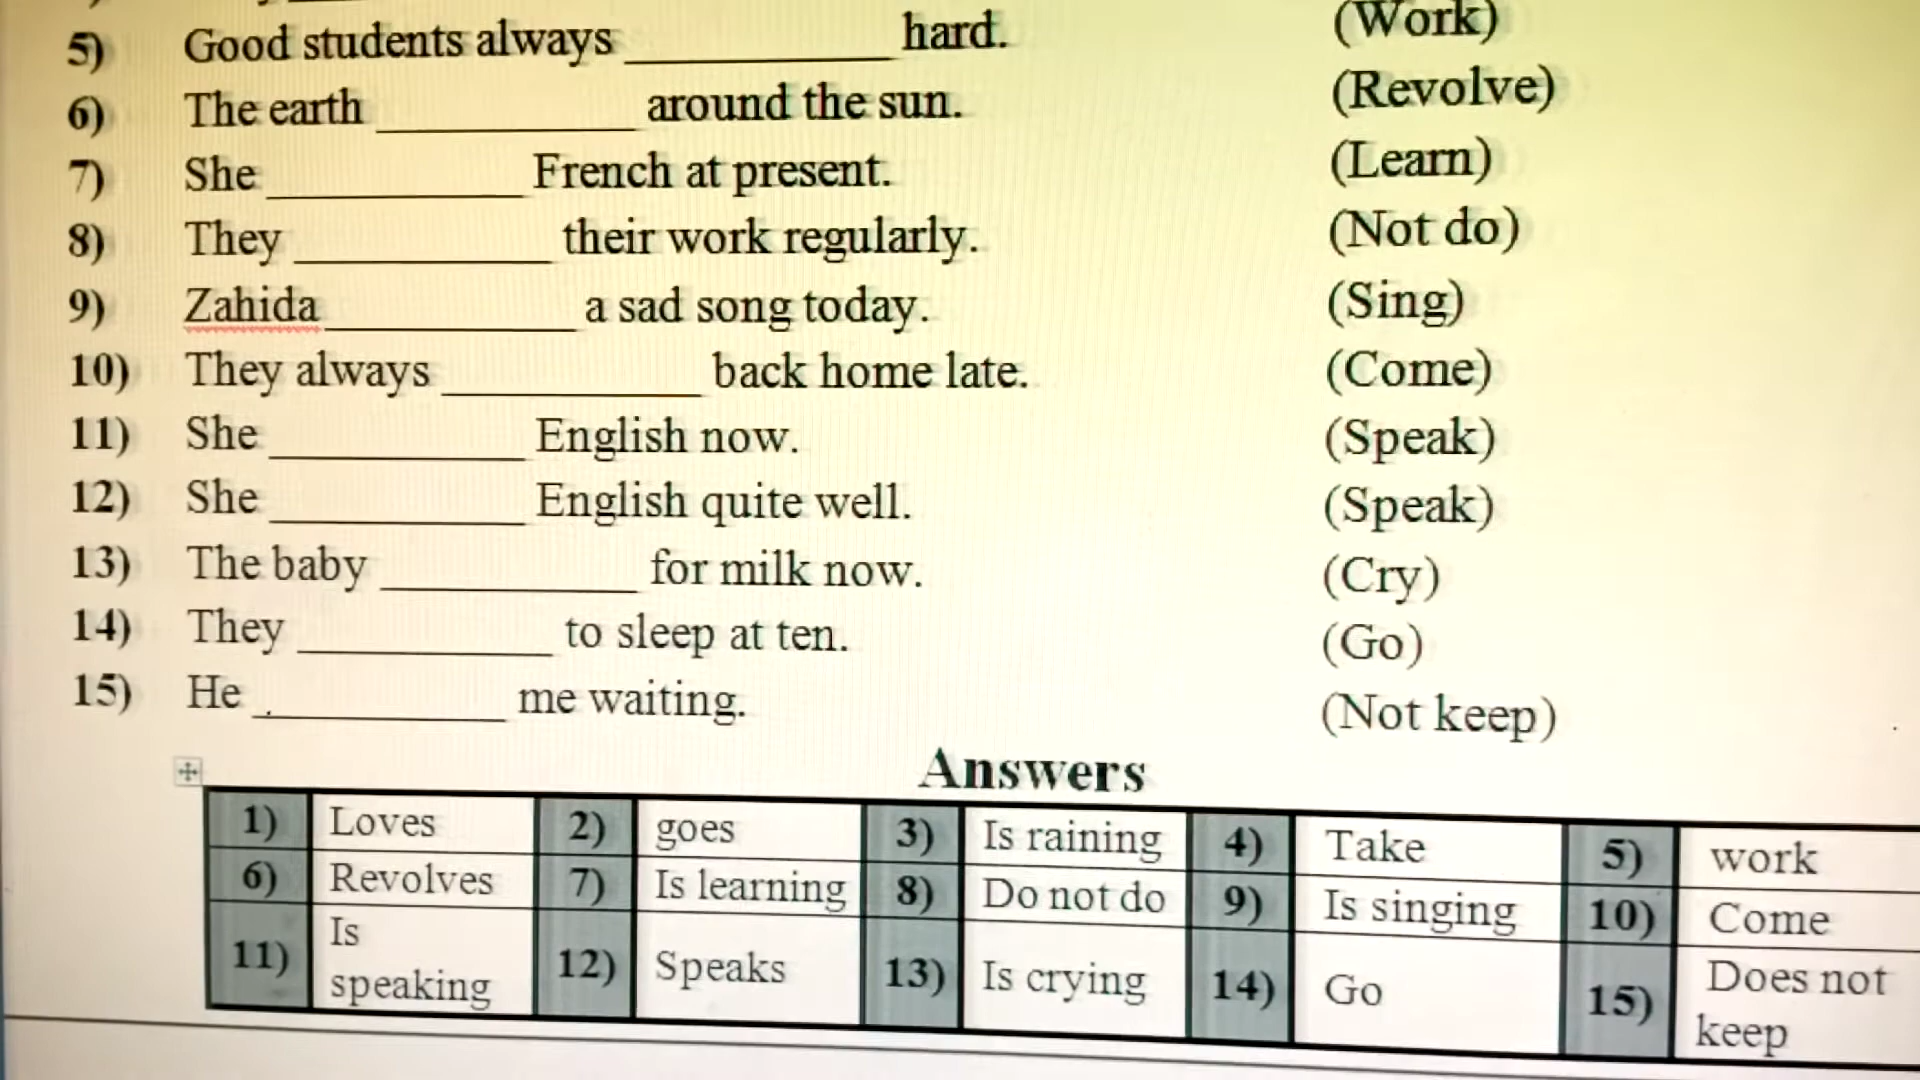 5) Good students always __________ hard. (Work)
6) The earth __________ around the sun. (Revolve)
7) She __________ French at present. (Learn)
8) They __________ their work regularly. (Not do)
9) Zahida __________ a sad song today. (Sing)
10) They always __________ back home late. (Come)
11) She __________ English now. (Speak)
12) She __________ English quite well. (Speak)
13) The baby __________ for milk now. (Cry)
14) They __________ to sleep at ten. (Go)
15) He __________ me waiting. (Not keep)
Answers
1) Loves 2) goes 3) Is raining 4) Take 5) work
6) Revolves 7) Is learning 8) Do not do 9) Is singing 10) Come
11) Is speaking 12) Speaks 13) Is crying 14) Go 15) Does not keep